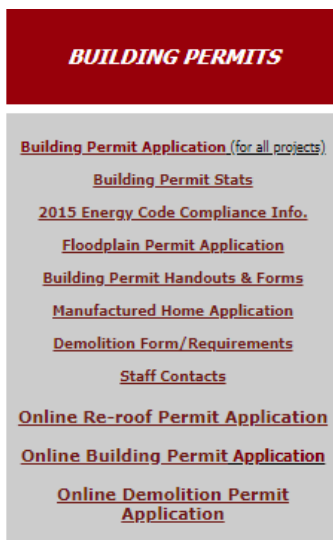 BUILDING PERMITS
Building Permit Application (for all projects)
Building Permit Stats
2015 Energy Code Compliance Info.
Floodplain Permit Application
Building Permit Handouts & Forms
Manufactured Home Application
Demolition Form/Requirements
Staff Contacts
Online Re-roof Permit Application
Online Building Permit Application
Online Demolition Permit
Application